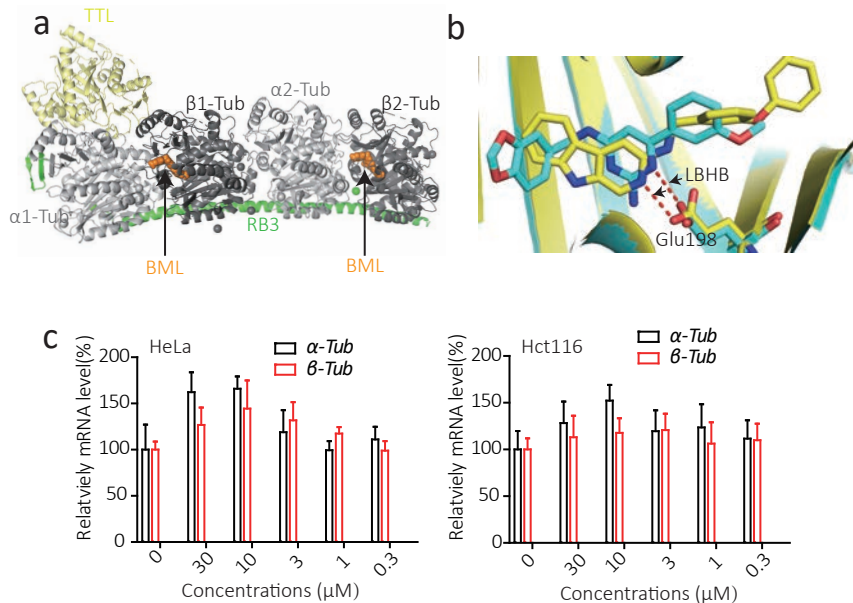 a
TTL
β1-Tub
α2-Tub
β2-Tub
α1-Tub
RB3
BML
BML
b
LBHB
Glu198
c
HeLa
α-Tub
β-Tub
Relatviely mRNA level(%)
200
150
100
50
0
0
30
10
3
1
0.3
Concentrations (μM)
Hct116
α-Tub
β-Tub
Relatviely mRNA level(%)
200
150
100
50
0
0
30
10
3
1
0.3
Concentrations (μM)